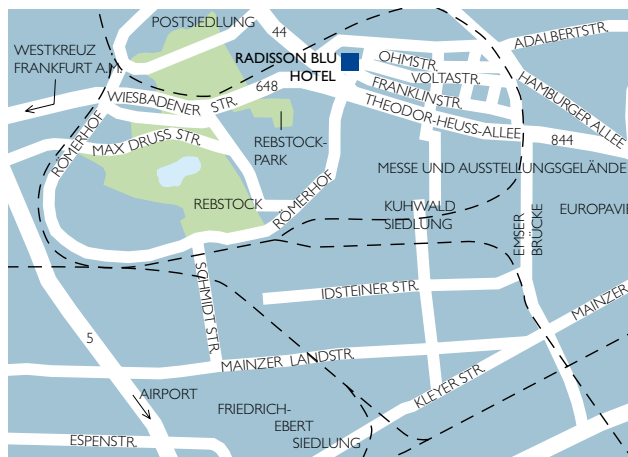 POSTSIEDLUNG
44
ADALBERTSTR.
WESTKREUZ
FRANKFURT A.M.
RADISSON BLU
HOTEL
OHMSTR.
VOLTASTR.
HAMBURGER ALLEE
648
FRANKLINSTR.
WIESBADENER STR.
THEODOR-HEUSS-ALLEE
844
RÖMERHOF
MAX DRUSS STR.
REBSTOCK-
PARK
MESSE UND AUSSTELLUNGSGELÄNDE
REBSTOCK
RÖMERHOF
KUHWALD
SIEDLUNG
EUROPAVIE
EMSER
BRÜCKE
SCHMIDT STR.
IDSTEINER STR.
MAINZER
5
MAINZER LANDSTR.
AIRPORT
KLEYER STR.
FRIEDRICH-
EBERT
SIEDLUNG
ESPENSTR.